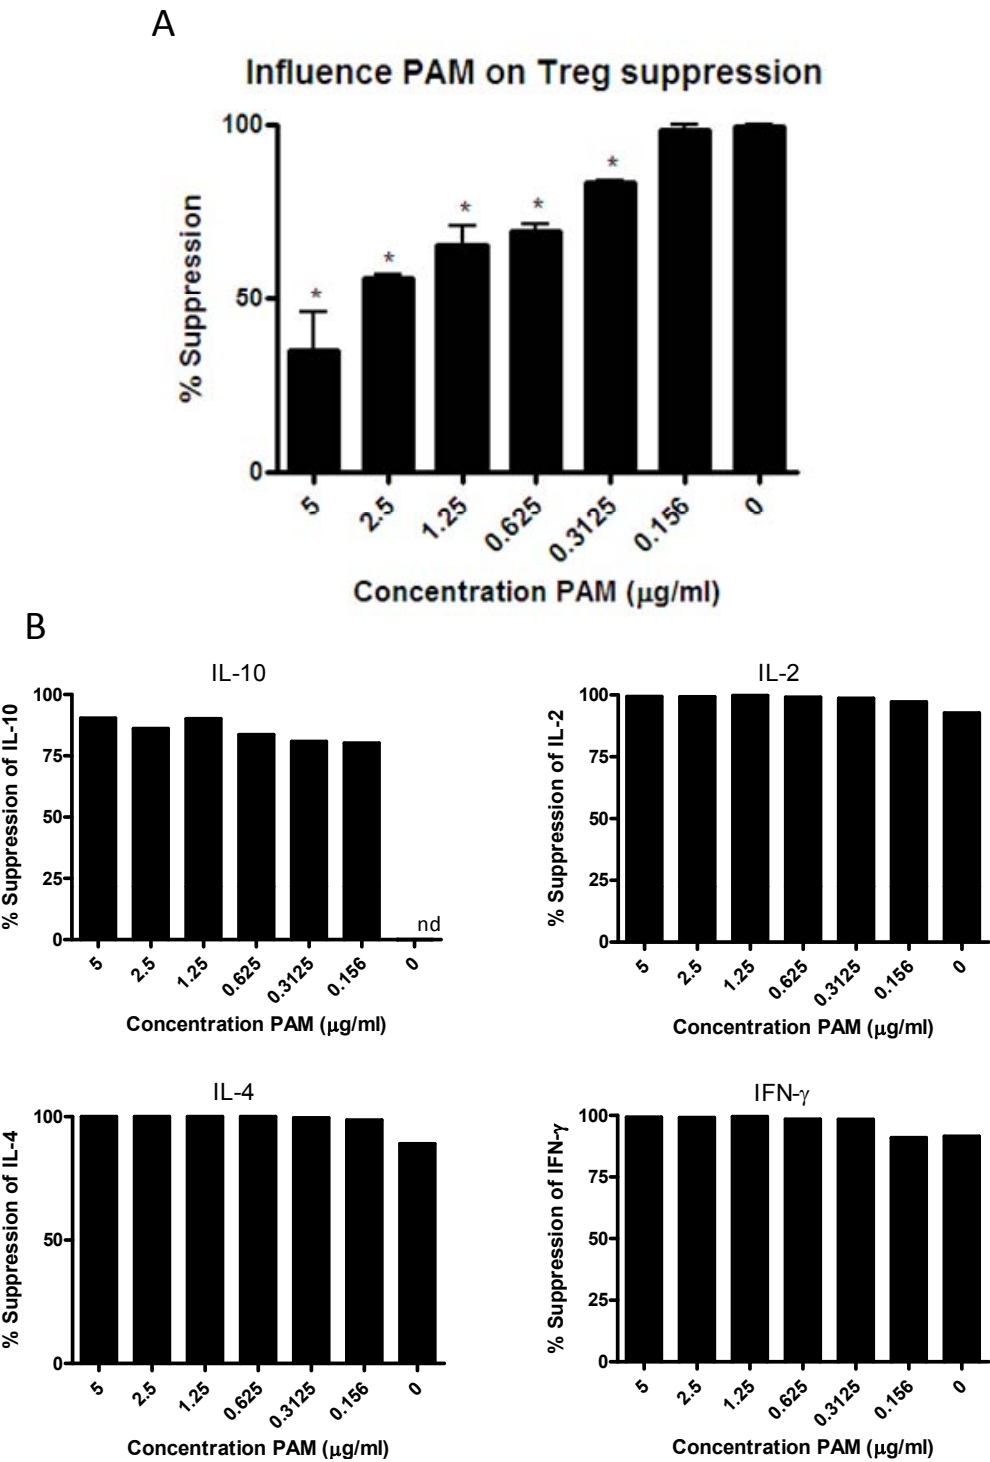 A
Influence PAM on Treg suppression
% Suppression
100
50
0
* * * * *
5 2.5 1.25 0.625 0.3125 0.156 0
Concentration PAM (μg/ml)
B
IL-10
% Suppression of IL-10
100
75
50
25
0
nd
5 2.5 1.25 0.625 0.3125 0.156 0
Concentration PAM (μg/ml)
IL-2
% Suppression of IL-2
100
75
50
25
0
5 2.5 1.25 0.625 0.3125 0.156 0
Concentration PAM (μg/ml)
IL-4
% Suppression of IL-4
100
50
0
5 2.5 1.25 0.625 0.3125 0.156 0
Concentration PAM (μg/ml)
IFN-γ
% Suppression of IFN-γ
100
75
50
25
0
5 2.5 1.25 0.625 0.3125 0.156 0
Concentration PAM (μg/ml)